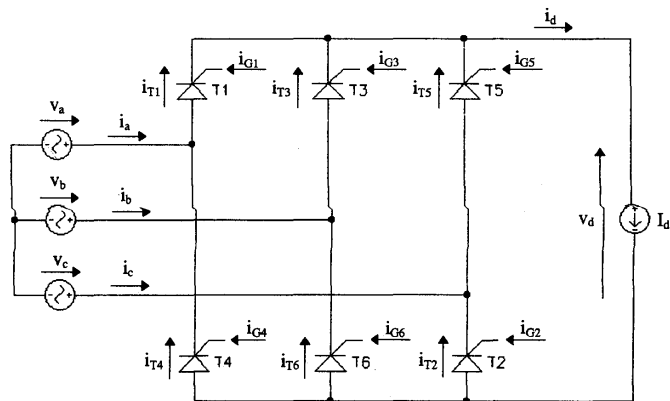 i_d
i_G1 i_G3 i_G5
i_T1 T1 i_T3 T3 i_T5 T5
v_a i_a
v_b i_b
v_d I_d
v_c i_c
i_G4 i_G6 i_G2
i_T4 T4 i_T6 T6 i_T2 T2